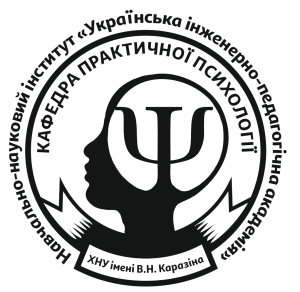 Навчально-науковий інститут «Українська інженерно-педагогічна академія»
КАФЕДРА ПРАКТИЧНОЇ ПСИХОЛОГІЇ
Ψ
ХНУ імені В.Н. Каразіна